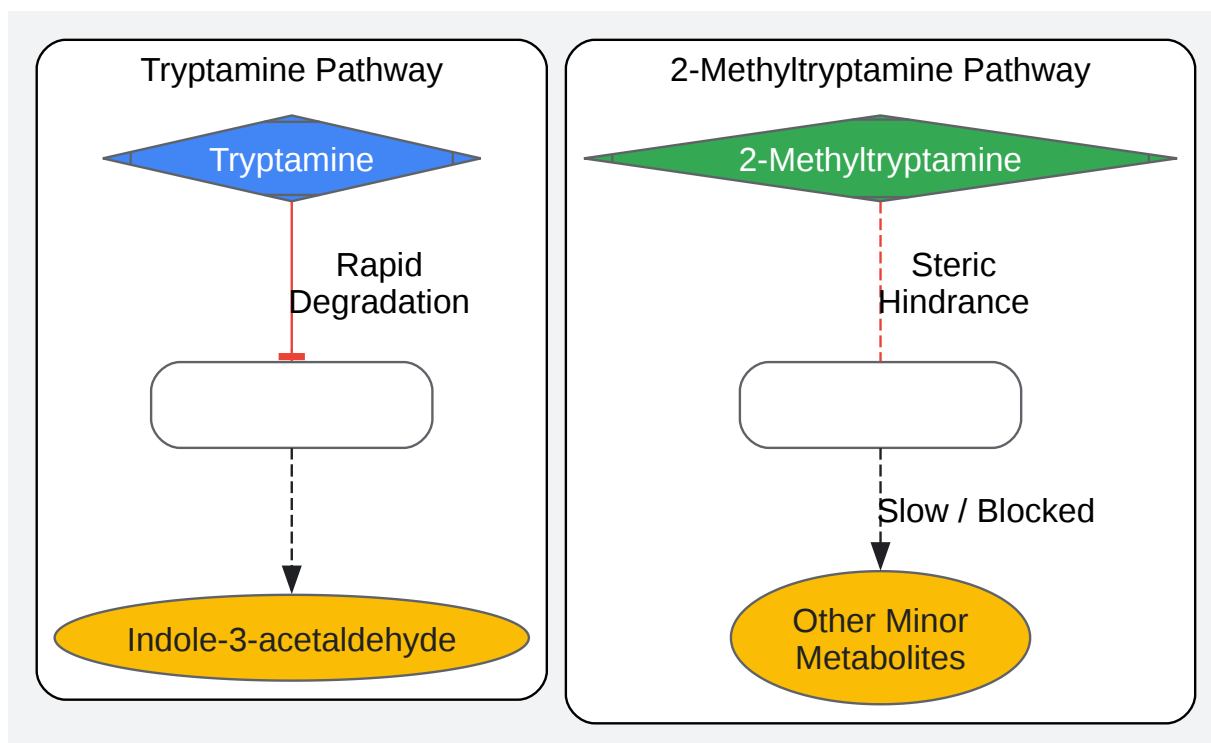 Tryptamine Pathway
Tryptamine
Rapid
Degradation
Indole-3-acetaldehyde
2-Methyltryptamine Pathway
2-Methyltryptamine
Steric
Hindrance
Slow / Blocked
Other Minor
Metabolites